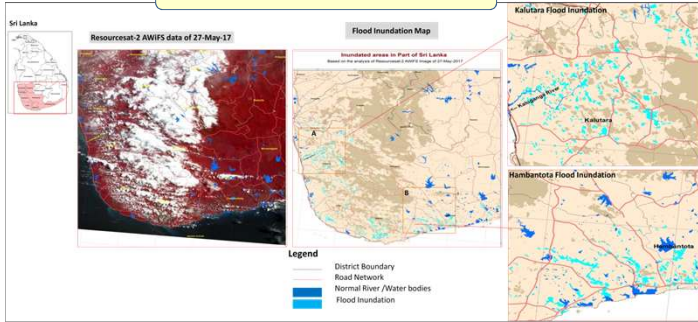 Sri Lanka
Resourcesat-2 AWiFS data of 27-May-17
Flood Inundation Map
Inundated areas in Part of Sri Lanka
Based on the analysis of Resourcesat-2 AWiFS image of 27-May-2017
A
B
Kalutara Flood Inundation
Kaluganga River
Kalutara
Hambantota Flood Inundation
Hambantota
Legend
District Boundary
Road Network
Normal River /Water bodies
Flood Inundation